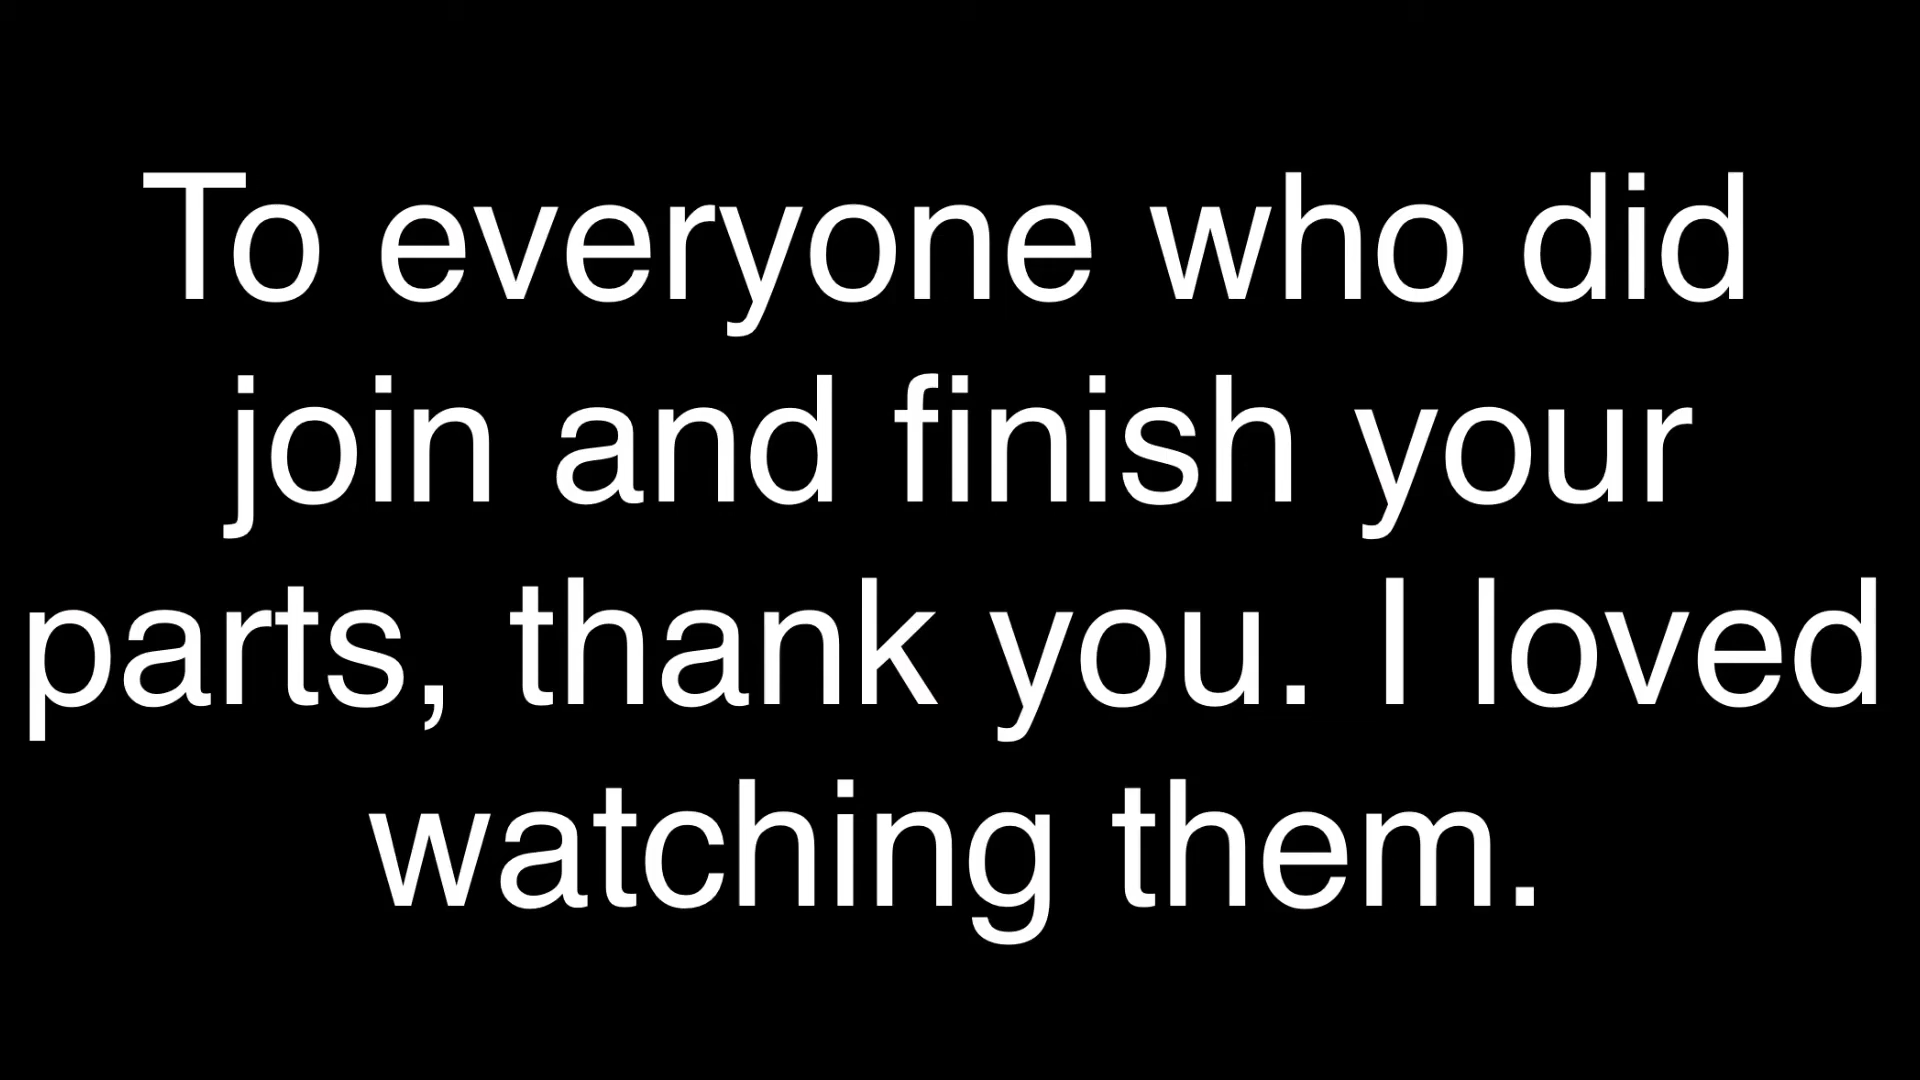 To everyone who did
join and finish your
parts, thank you. I loved
watching them.